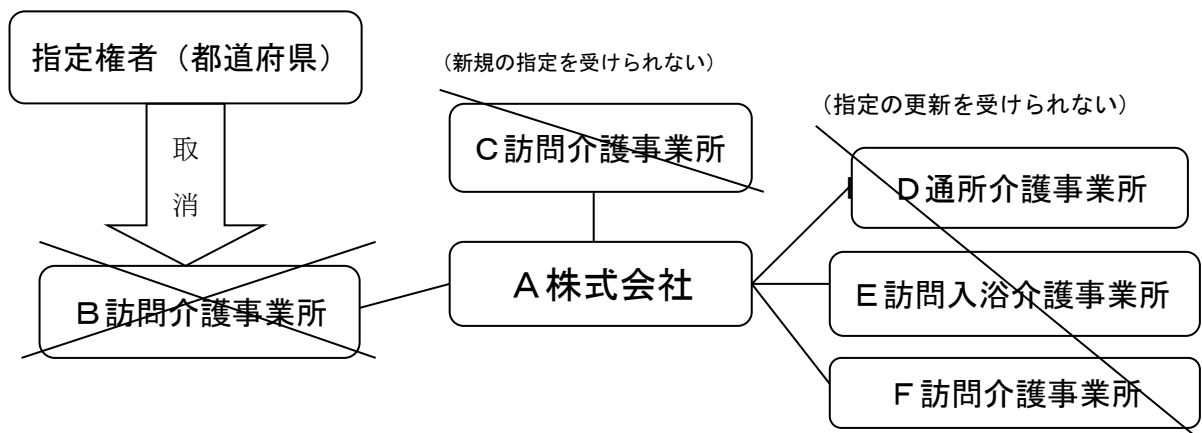 指定権者（都道府県）
取
消
Ｂ訪問介護事業所
（新規の指定を受けられない）
Ｃ訪問介護事業所
Ａ株式会社
（指定の更新を受けられない）
Ｄ通所介護事業所
Ｅ訪問入浴介護事業所
Ｆ訪問介護事業所